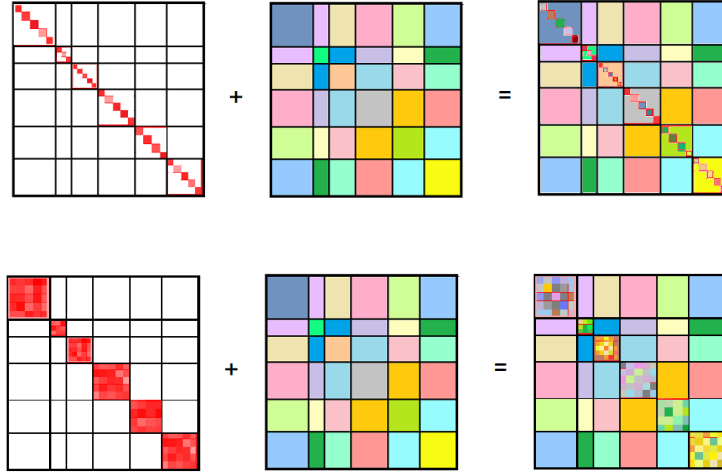 + =
+ =